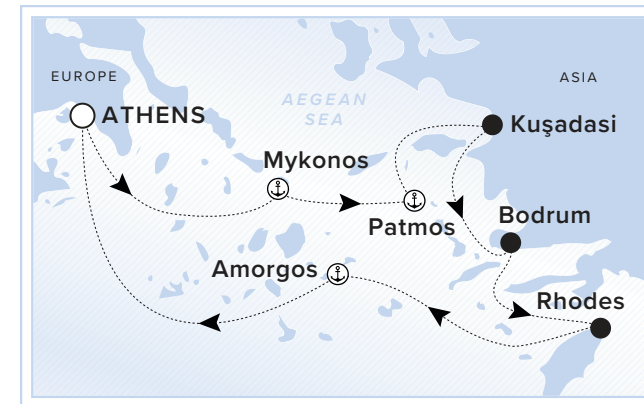 EUROPE
ASIA
AEGEAN
SEA
ATHENS
Kuşadasi
Mykonos
Patmos
Bodrum
Amorgos
Rhodes